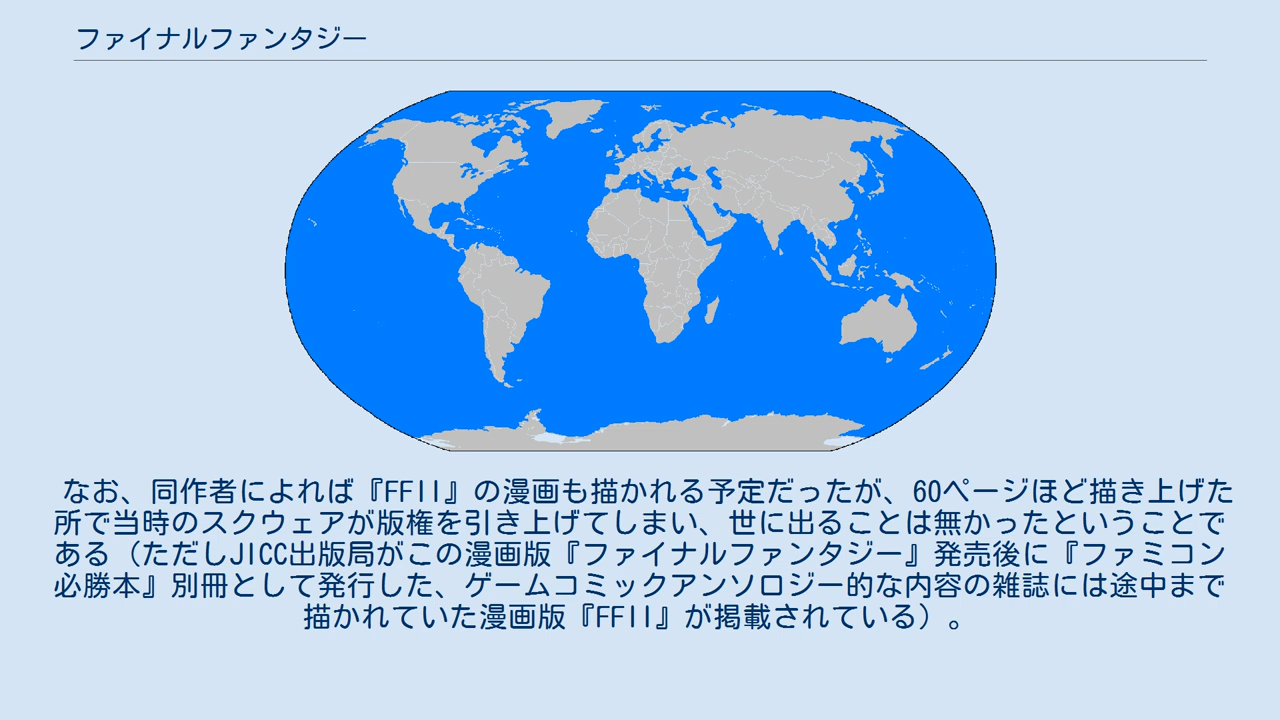 ファイナルファンタジー
なお、同作者によれば『FFII』の漫画も描かれる予定だったが、60ページほど描き上げた
所で当時のスクウェアが版権を引き上げてしまい、世に出ることは無かったということで
ある（ただしJICC出版局がこの漫画版『ファイナルファンタジー』発売後に『ファミコン
必勝本』別冊として発行した、ゲームコミックアンソロジー的な内容の雑誌には途中まで
描かれていた漫画版『FFII』が掲載されている）。